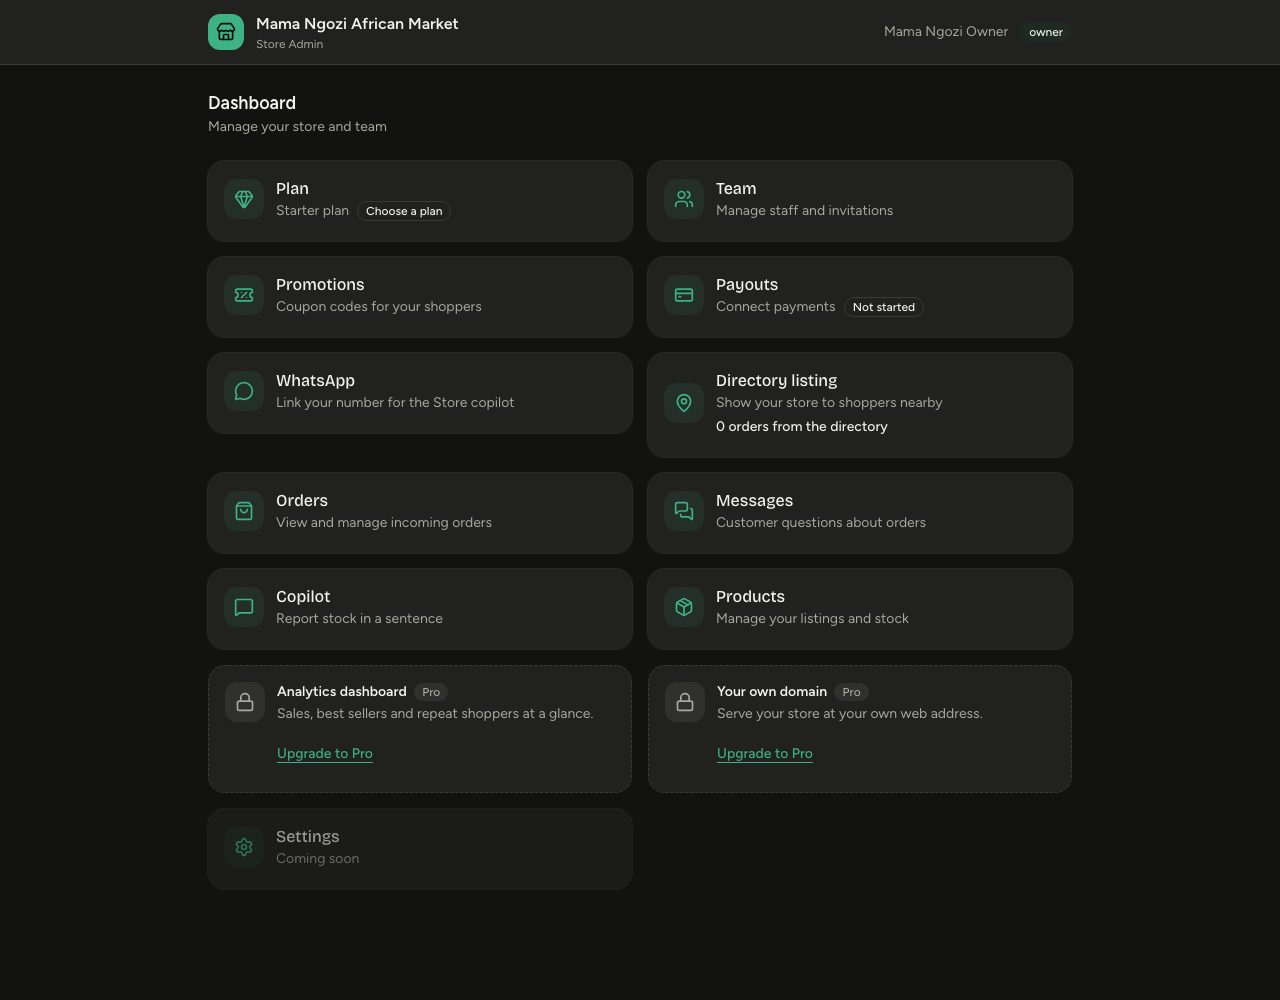 Mama Ngozi African Market
Store Admin
Mama Ngozi Owner
owner
Dashboard
Manage your store and team
Plan
Starter plan
Choose a plan
Team
Manage staff and invitations
Promotions
Coupon codes for your shoppers
Payouts
Connect payments
Not started
WhatsApp
Link your number for the Store copilot
Directory listing
Show your store to shoppers nearby
0 orders from the directory
Orders
View and manage incoming orders
Messages
Customer questions about orders
Copilot
Report stock in a sentence
Products
Manage your listings and stock
Analytics dashboard
Pro
Sales, best sellers and repeat shoppers at a glance.
Upgrade to Pro
Your own domain
Pro
Serve your store at your own web address.
Upgrade to Pro
Settings
Coming soon